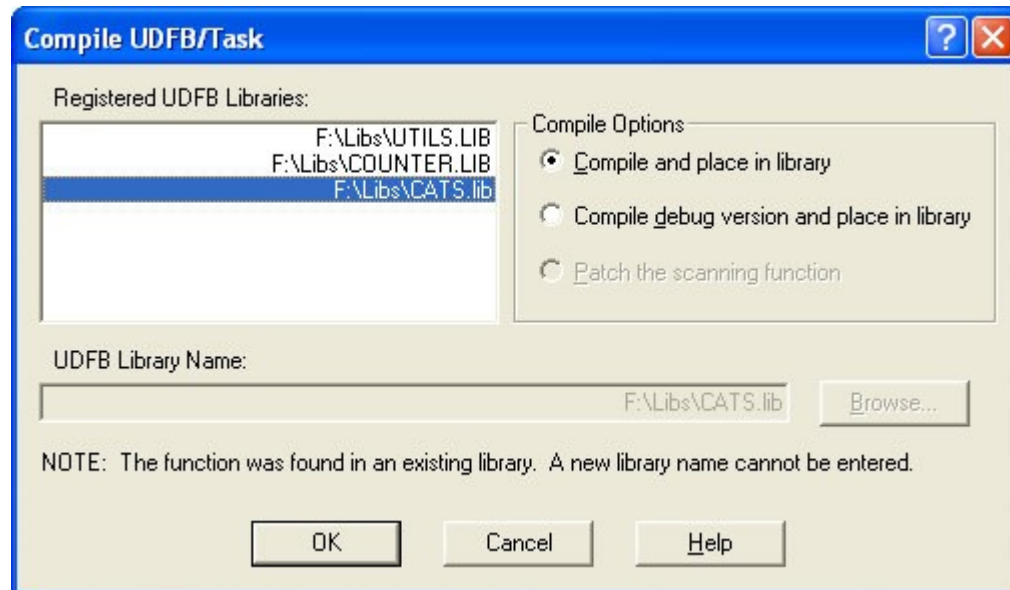 Compile UDFB/Task
Registered UDFB Libraries:
F:\Libs\UTILS.LIB
F:\Libs\COUNTER.LIB
F:\Libs\CATS.lib
Compile Options
Compile and place in library
Compile debug version and place in library
Patch the scanning function
UDFB Library Name:
F:\Libs\CATS.lib
Browse...
NOTE: The function was found in an existing library. A new library name cannot be entered.
OK
Cancel
Help